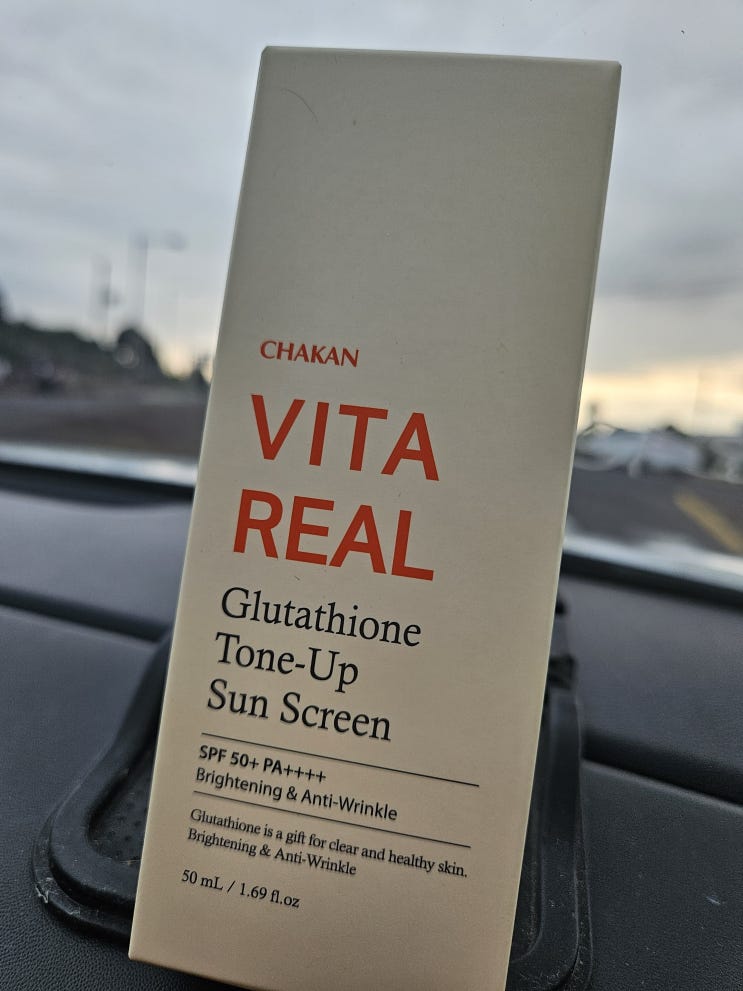 CHAKAN
VITA
REAL
Glutathione
Tone-Up
Sun Screen
SPF 50+ PA++++
Brightening & Anti-Wrinkle
Glutathione is a gift for clear and healthy skin.
Brightening & Anti-Wrinkle
50 mL / 1.69 fl.oz